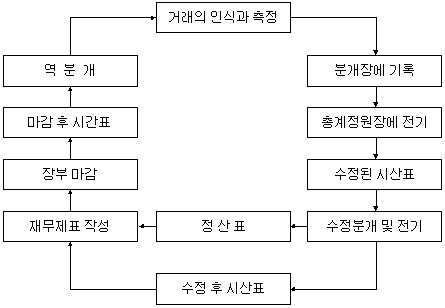 거래의 인식과 측정
역 분 개
분개장에 기록
마감 후 시간표
총계정원장에 전기
장부 마감
수정된 시산표
재무제표 작성
정 산 표
수정분개 및 전기
수정 후 시산표